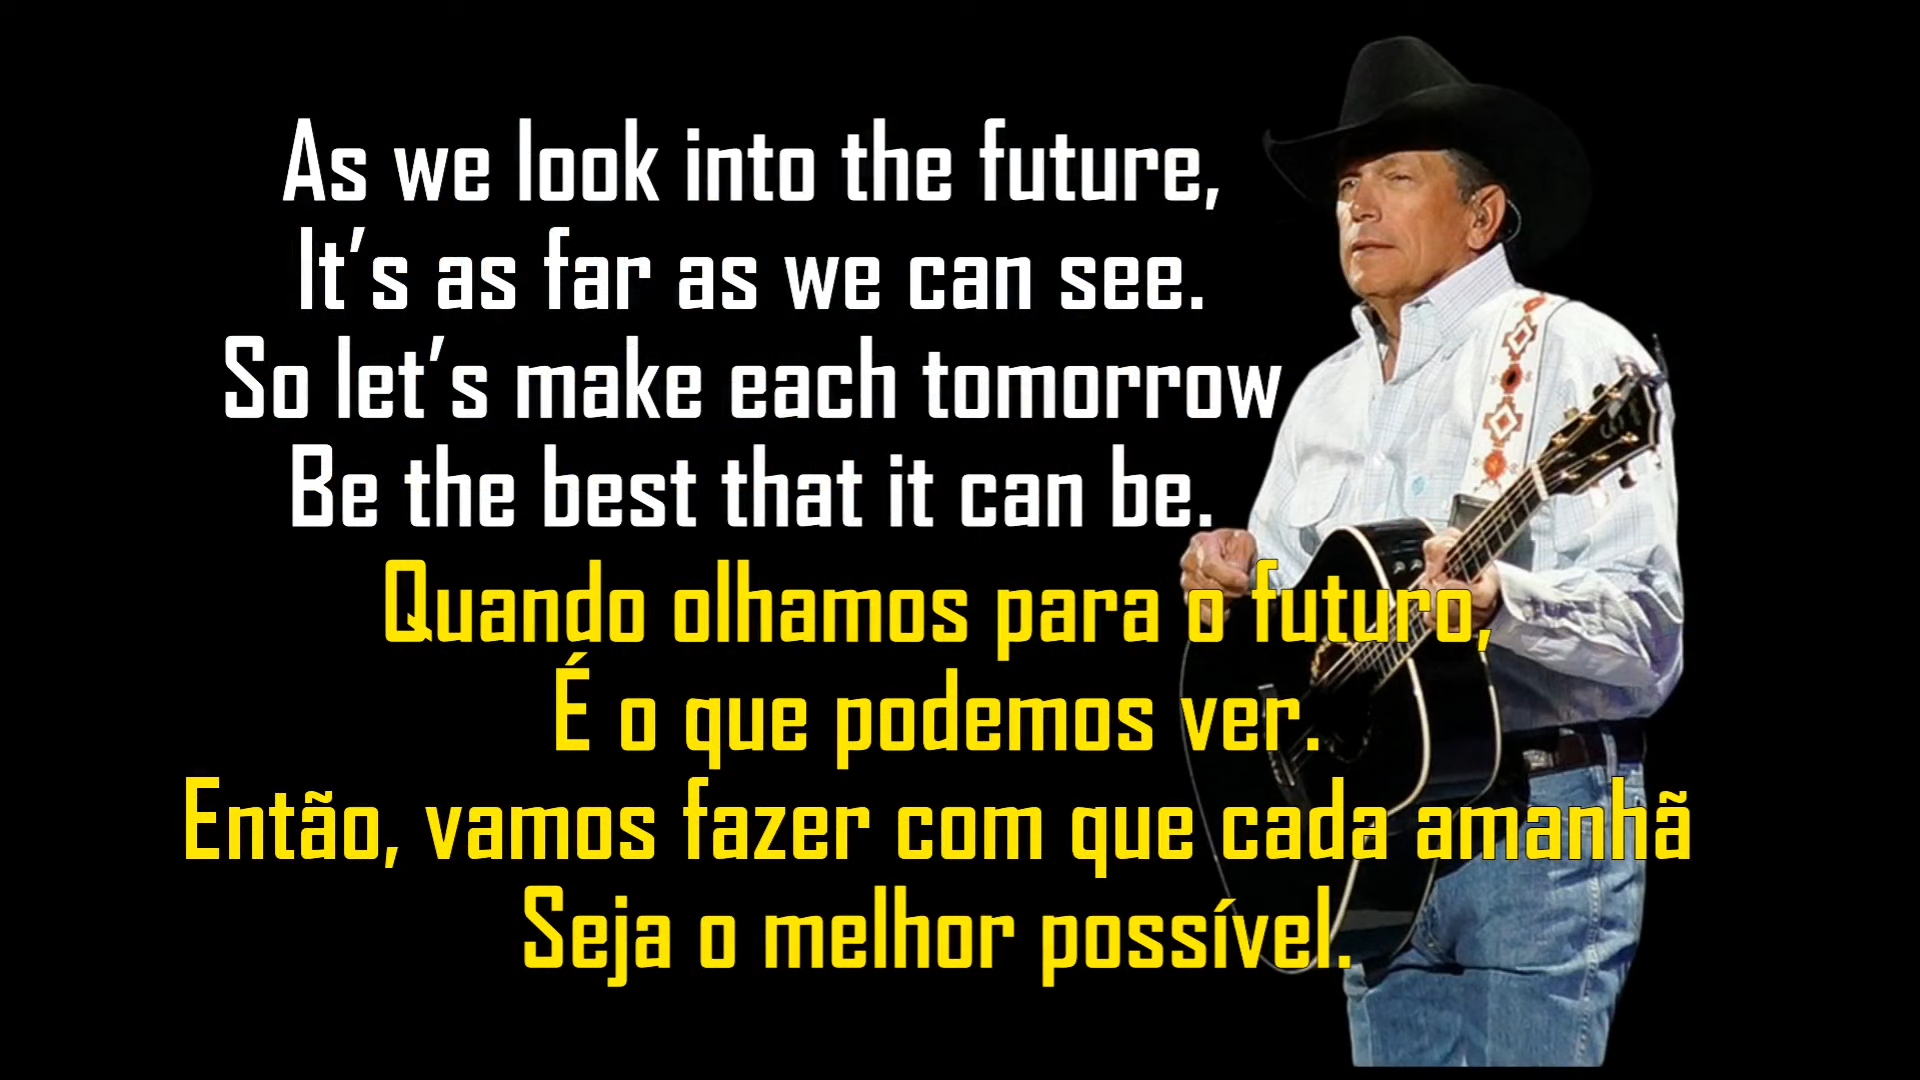 As we look into the future,
It’s as far as we can see.
So let’s make each tomorrow
Be the best that it can be.
Quando olhamos para o futuro,
É o que podemos ver.
Então, vamos fazer com que cada amanhã
Seja o melhor possível.